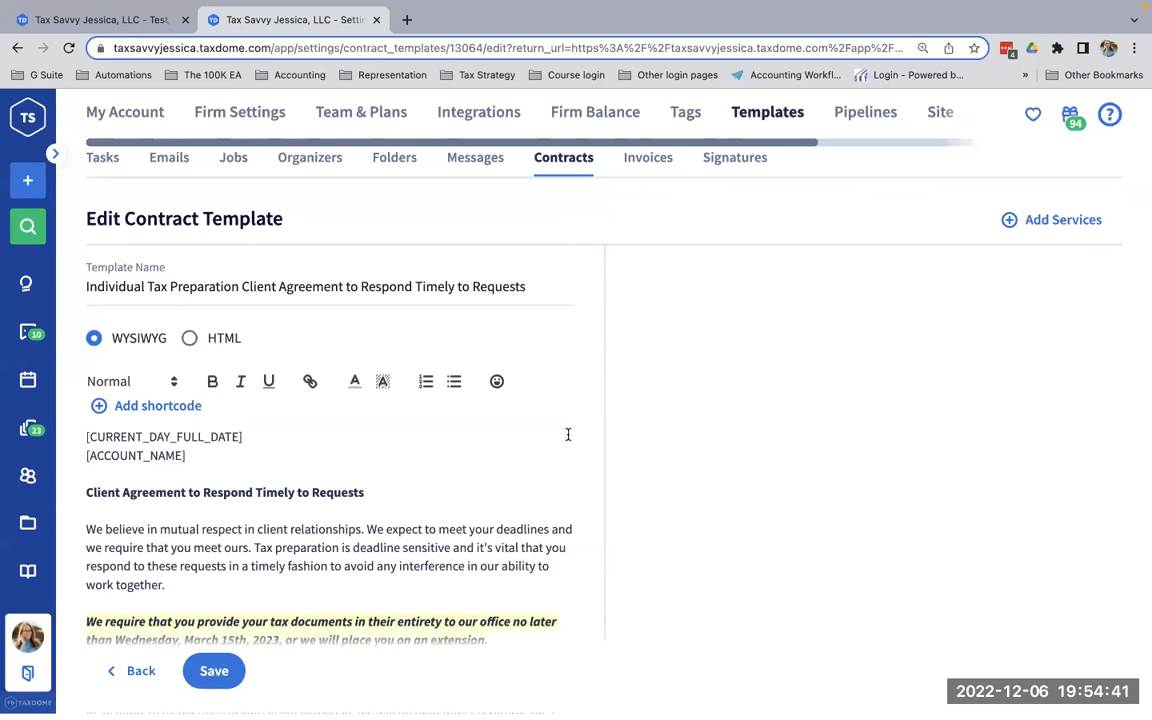 Tax Savvy Jessica, LLC - Test,
Tax Savvy Jessica, LLC - Setti
taxsavvyjessica.taxdome.com/app/settings/contract_templates/13064/edit?return_url=https%3A%2F%2Ftaxsavvyjessica.taxdome.com%2Fapp%2F...
4
G Suite
Automations
The 100K EA
Accounting
Representation
Tax Strategy
Course login
Other login pages
Accounting Workfl...
Login - Powered b...
»
Other Bookmarks
TS
My Account
Firm Settings
Team & Plans
Integrations
Firm Balance
Tags
Templates
Pipelines
Site
94
?
Tasks
Emails
Jobs
Organizers
Folders
Messages
Contracts
Invoices
Signatures
Edit Contract Template
Add Services
Template Name
Individual Tax Preparation Client Agreement to Respond Timely to Requests
WYSIWYG
HTML
10
23
Normal
B I U
A A
Add shortcode
[CURRENT_DAY_FULL_DATE]
[ACCOUNT_NAME]
Client Agreement to Respond Timely to Requests
We believe in mutual respect in client relationships. We expect to meet your deadlines and
we require that you meet ours. Tax preparation is deadline sensitive and it's vital that you
respond to these requests in a timely fashion to avoid any interference in our ability to
work together.
We require that you provide your tax documents in their entirety to our office no later
than Wednesday, March 15th, 2023, or we will place you on an extension.
Back
Save
TD TAXDOME
2022-12-06 19:54:41